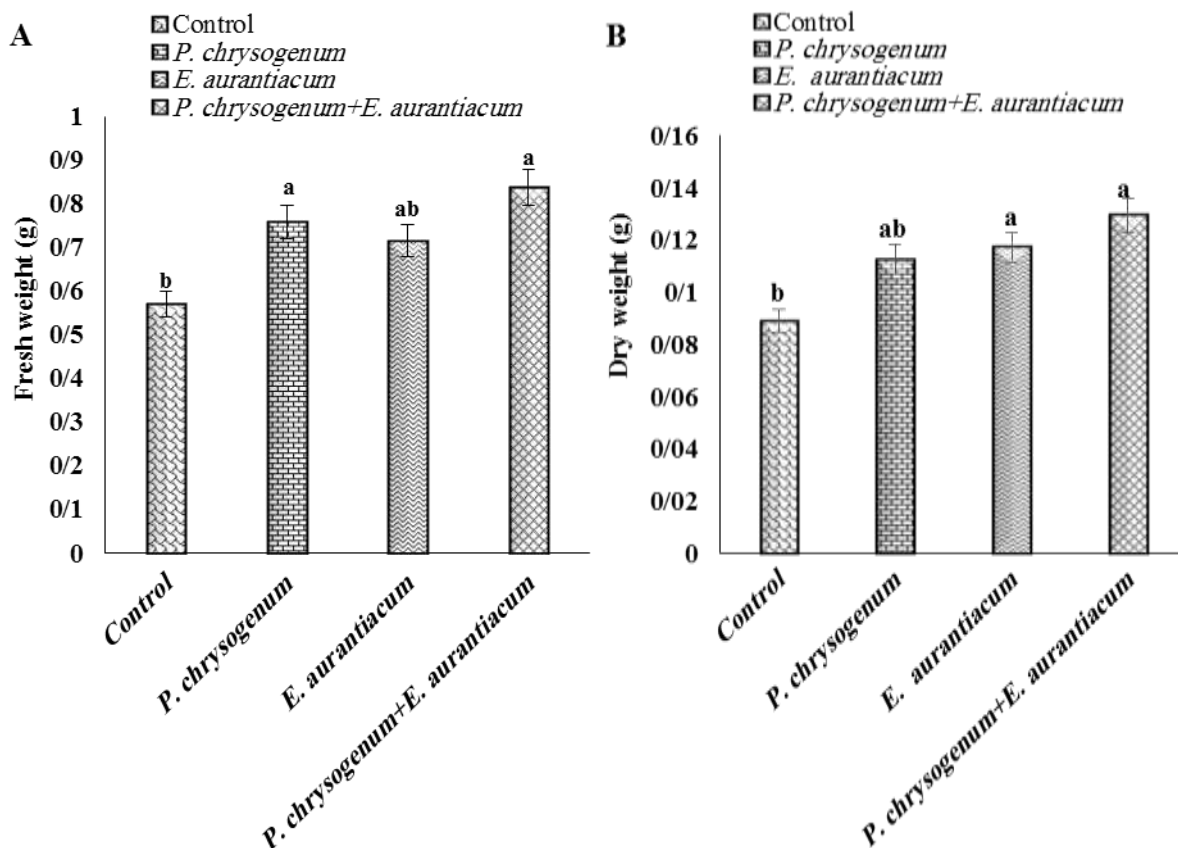 A
Control
P. chrysogenum
E. aurantiacum
P. chrysogenum+E. aurantiacum
Fresh weight (g)
1
0/9
0/8
0/7
0/6
0/5
0/4
0/3
0/2
0/1
0
b
a
ab
a
Control
P. chrysogenum
E. aurantiacum
P. chrysogenum+E. aurantiacum
B
Control
P. chrysogenum
E. aurantiacum
P. chrysogenum+E. aurantiacum
Dry weight (g)
0/16
0/14
0/12
0/1
0/08
0/06
0/04
0/02
0
b
ab
a
a
Control
P. chrysogenum
E. aurantiacum
P. chrysogenum+E. aurantiacum